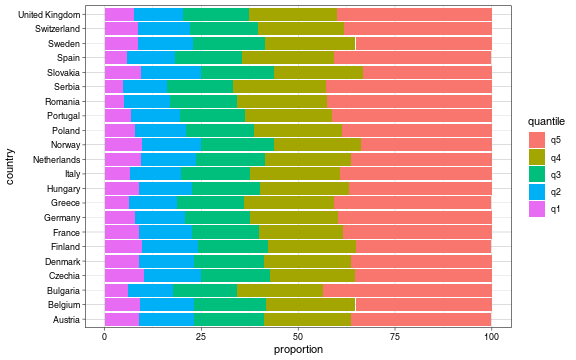 country
United Kingdom
Switzerland
Sweden
Spain
Slovakia
Serbia
Romania
Portugal
Poland
Norway
Netherlands
Italy
Hungary
Greece
Germany
France
Finland
Denmark
Czechia
Bulgaria
Belgium
Austria
0 25 50 75 100
proportion
quantile
q5
q4
q3
q2
q1